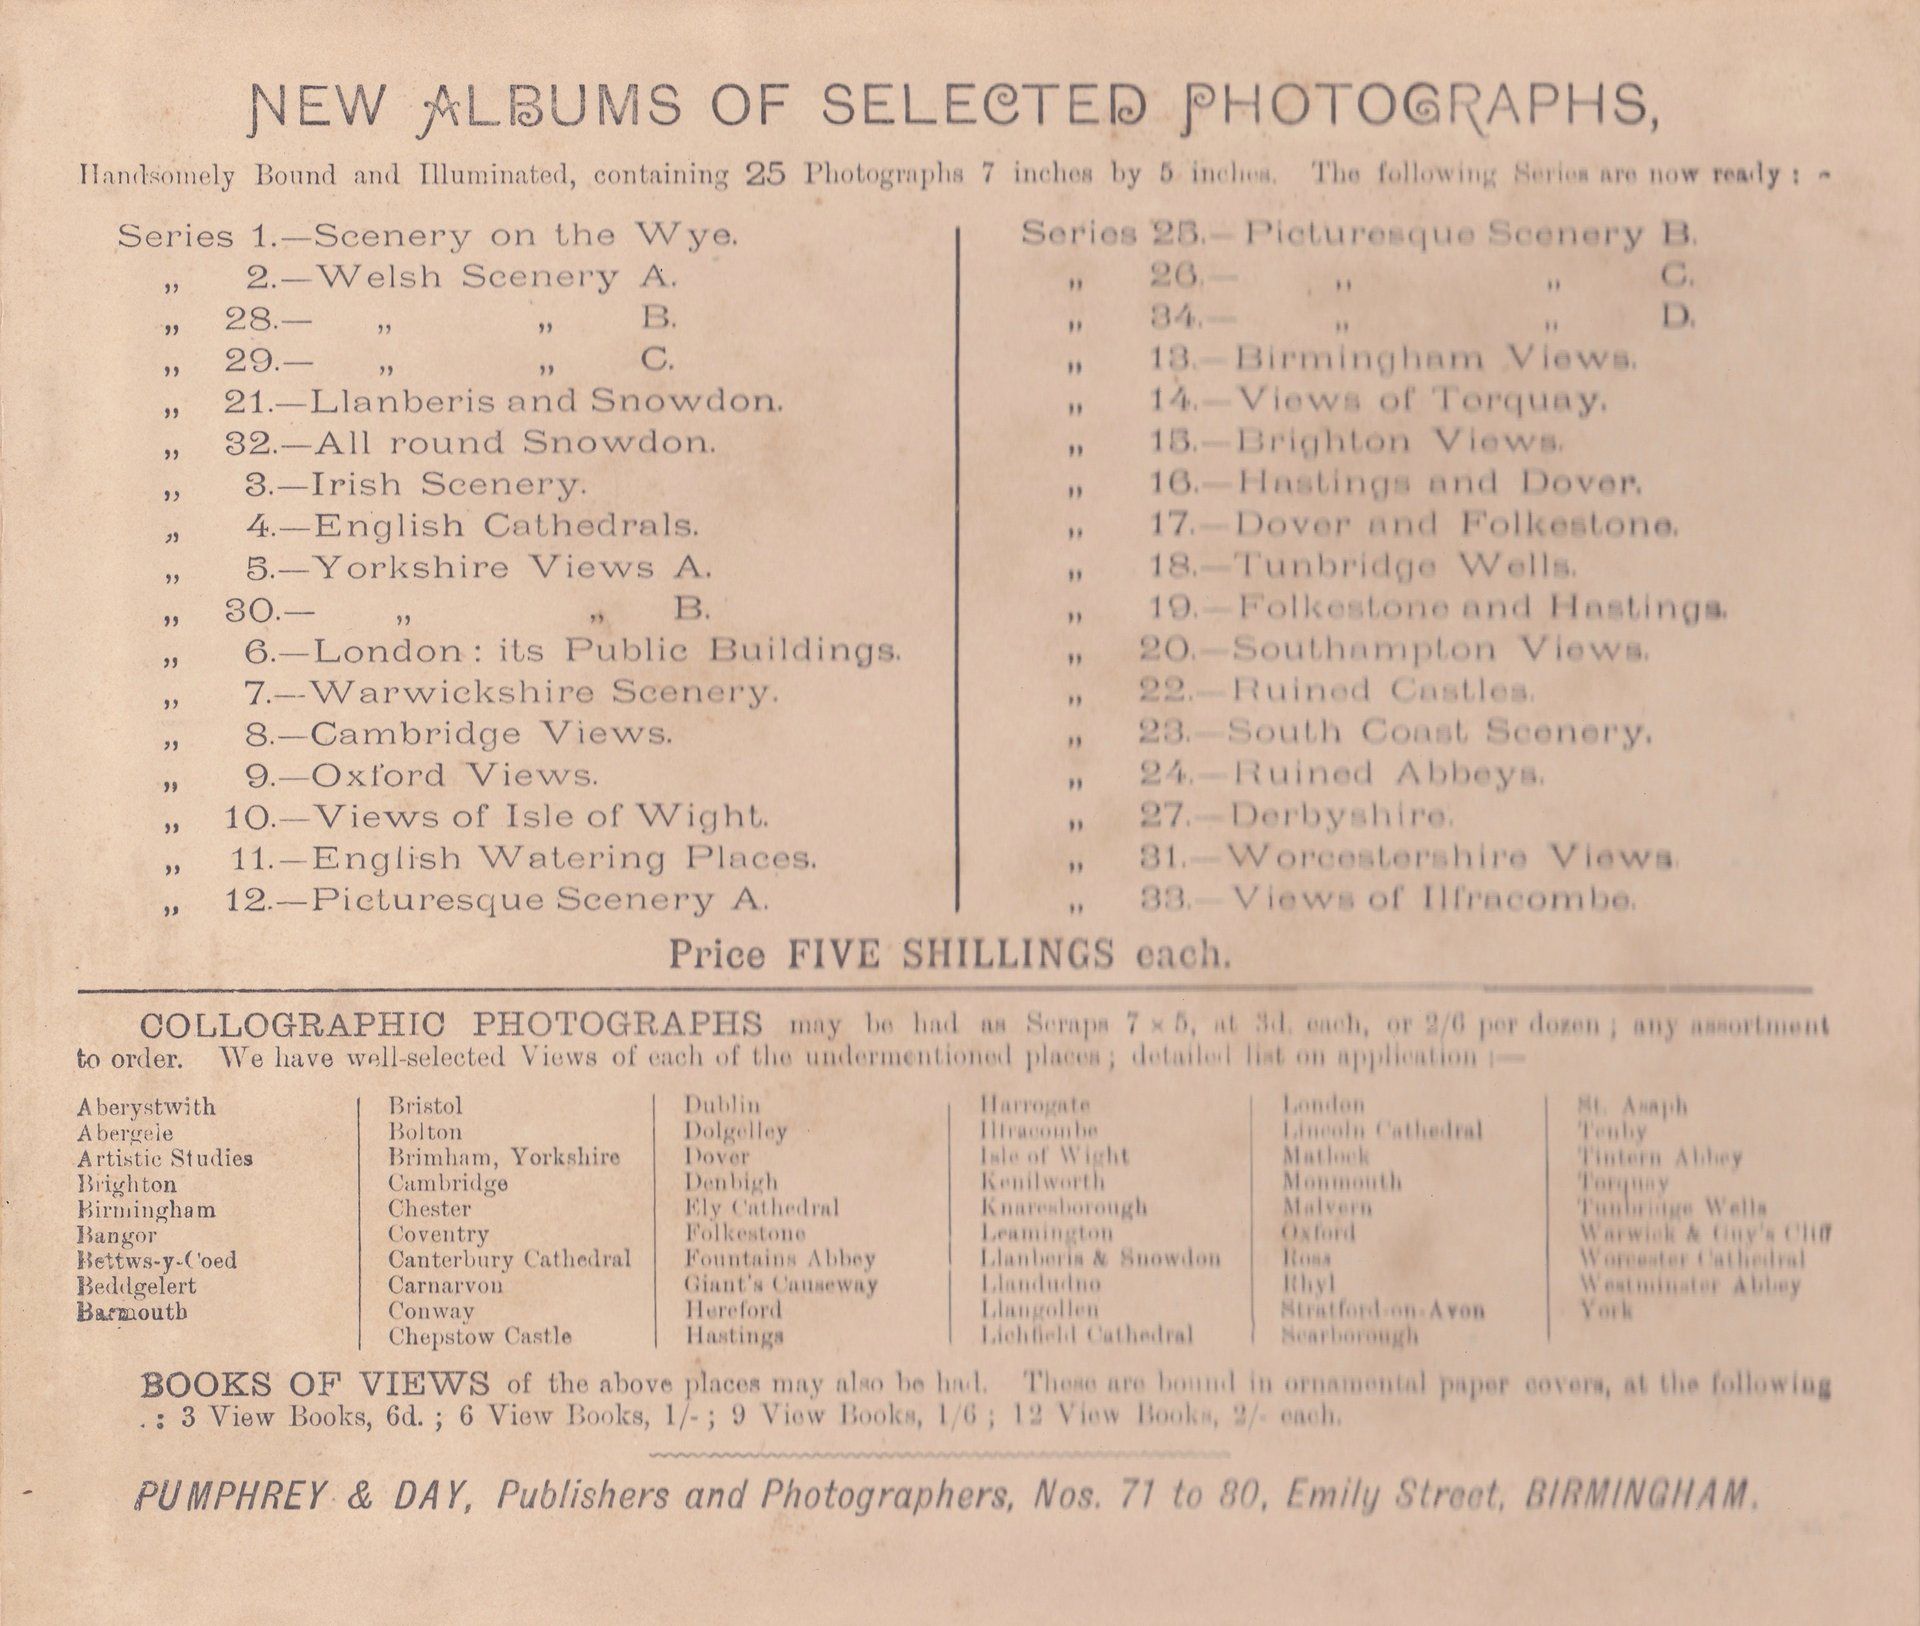 NEW ALBUMS OF SELECTED PHOTOGRAPHS,
Handsomely Bound and Illuminated, containing 25 Photographs 7 inches by 5 inches. The following Series are now ready : -
Series 1.—Scenery on the Wye.
„ 2.—Welsh Scenery A.
„ 28.— „ „ B.
„ 29.— „ „ C.
„ 21.—Llanberis and Snowdon.
„ 32.—All round Snowdon.
„ 3.—Irish Scenery.
„ 4.—English Cathedrals.
„ 5.—Yorkshire Views A.
„ 30.— „ „ B.
„ 6.—London : its Public Buildings.
„ 7.—Warwickshire Scenery.
„ 8.—Cambridge Views.
„ 9.—Oxford Views.
„ 10.—Views of Isle of Wight.
„ 11.—English Watering Places.
„ 12.—Picturesque Scenery A.
Series 25.—Picturesque Scenery B.
„ 26.— „ „ C.
„ 34.— „ „ D.
„ 13.—Birmingham Views.
„ 14.—Views of Torquay.
„ 15.—Brighton Views.
„ 16.—Hastings and Dover.
„ 17.—Dover and Folkestone.
„ 18.—Tunbridge Wells.
„ 19.—Folkestone and Hastings.
„ 20.—Southampton Views.
„ 22.—Ruined Castles.
„ 23.—South Coast Scenery.
„ 24.—Ruined Abbeys.
„ 27.—Derbyshire.
„ 31.—Worcestershire Views.
„ 33.—Views of Ilfracombe.
Price FIVE SHILLINGS each.
COLLOGRAPHIC PHOTOGRAPHS may be had as Scraps 7 × 5, at 3d. each, or 2/6 per dozen ; any assortment
to order. We have well-selected Views of each of the undermentioned places ; detailed list on application :—
Aberystwith
Abergele
Artistic Studies
Brighton
Birmingham
Bangor
Bettws-y-Coed
Beddgelert
Barmouth
Bristol
Bolton
Brimham, Yorkshire
Cambridge
Chester
Coventry
Canterbury Cathedral
Carnarvon
Conway
Chepstow Castle
Dublin
Dolgelley
Dover
Denbigh
Ely Cathedral
Folkestone
Fountains Abbey
Giant's Causeway
Hereford
Hastings
Harrogate
Ilfracombe
Isle of Wight
Kenilworth
Knaresborough
Leamington
Llanberis & Snowdon
Llandudno
Llangollen
Lichfield Cathedral
London
Lincoln Cathedral
Matlock
Monmouth
Malvern
Oxford
Ross
Rhyl
Stratford-on-Avon
Scarborough
St. Asaph
Tenby
Tintern Abbey
Torquay
Tunbridge Wells
Warwick & Guy's Cliff
Worcester Cathedral
Westminster Abbey
York
BOOKS OF VIEWS of the above places may also be had. These are bound in ornamental paper covers, at the following
. : 3 View Books, 6d. ; 6 View Books, 1/- ; 9 View Books, 1/6 ; 12 View Books, 2/- each.
PUMPHREY & DAY, Publishers and Photographers, Nos. 71 to 80, Emily Street, BIRMINGHAM.